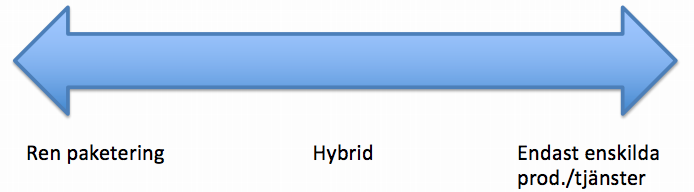 Ren paketering
Hybrid
Endast enskilda
prod./tjänster